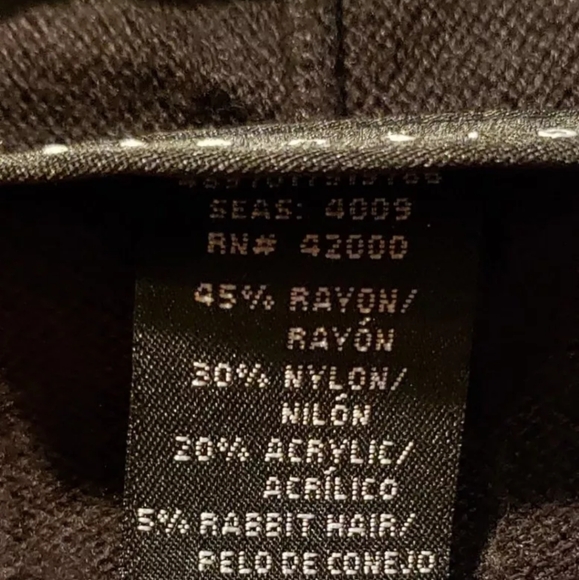 SEAS: 4009
RN# 42000
45% RAYON/
RAYÓN
30% NYLON/
NILÓN
20% ACRYLIC/
ACRÍLICO
5% RABBIT HAIR/
PELO DE CONEJO